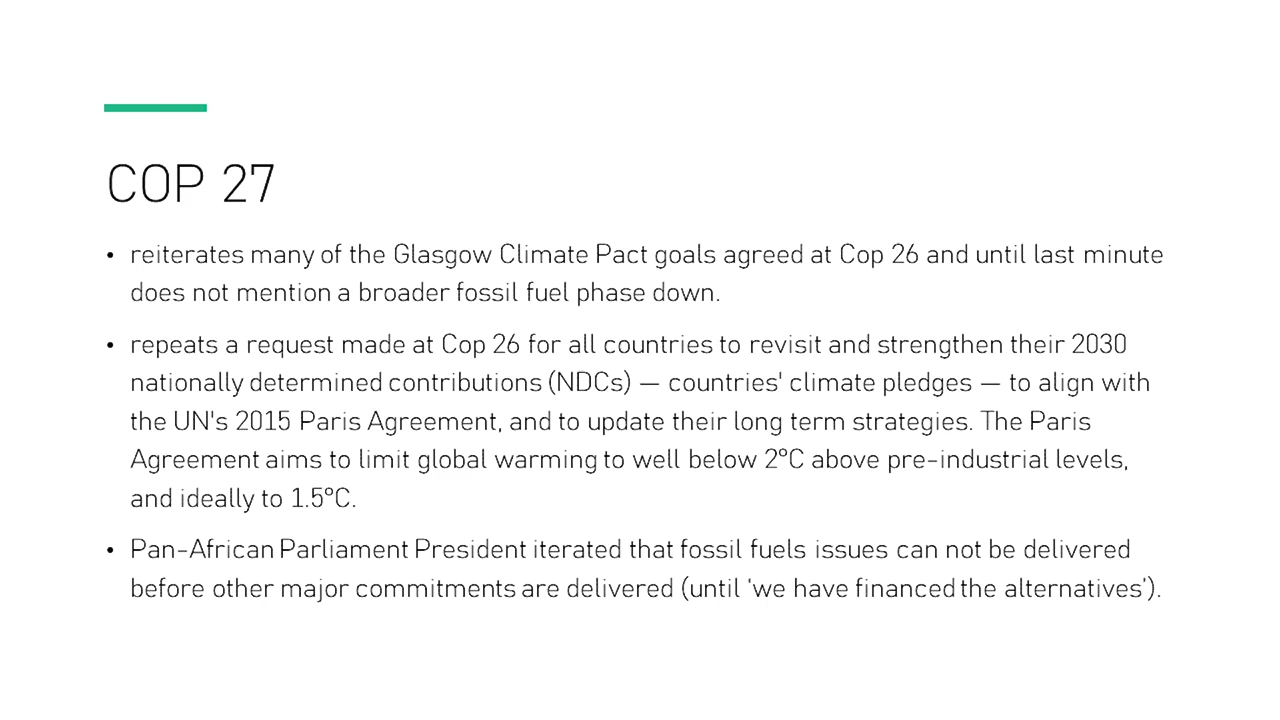 COP 27
• reiterates many of the Glasgow Climate Pact goals agreed at Cop 26 and until last minute
does not mention a broader fossil fuel phase down.
• repeats a request made at Cop 26 for all countries to revisit and strengthen their 2030
nationally determined contributions (NDCs) — countries' climate pledges — to align with
the UN's 2015 Paris Agreement, and to update their long term strategies. The Paris
Agreement aims to limit global warming to well below 2°C above pre-industrial levels,
and ideally to 1.5°C.
• Pan-African Parliament President iterated that fossil fuels issues can not be delivered
before other major commitments are delivered (until 'we have financed the alternatives').